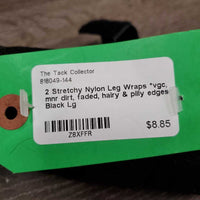 The Tack Collector
818049-144
2 Stretchy Nylon Leg Wraps *vgc,
mnr dirt, faded, hairy & pilly edges
Black Lg
$8.85
Z8XFFR